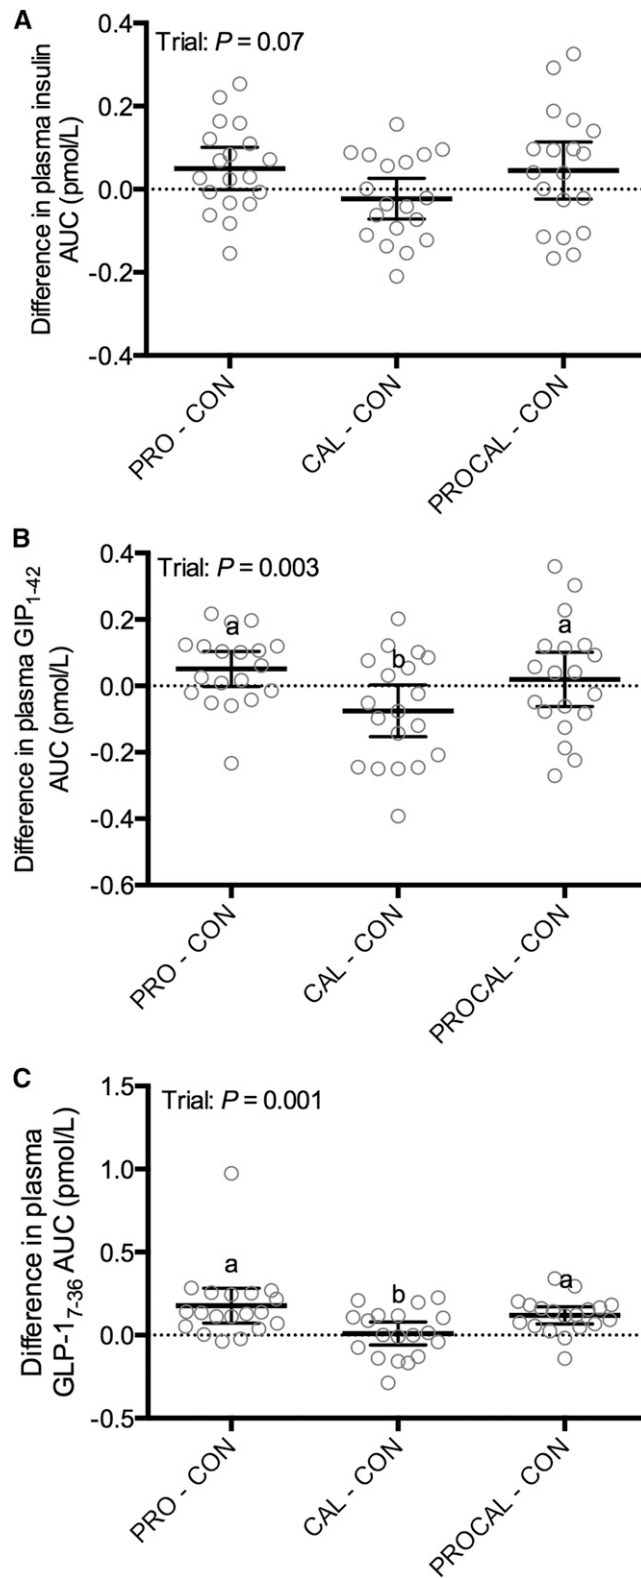 A
Trial: P = 0.07
Difference in plasma insulin
AUC (pmol/L)
0.4
0.2
0.0
-0.2
-0.4
PRO - CON
CAL - CON
PROCAL - CON
B
Trial: P = 0.003
Difference in plasma GIP1-42
AUC (pmol/L)
0.4
0.2
0.0
-0.2
-0.4
-0.6
a
b
a
PRO - CON
CAL - CON
PROCAL - CON
C
Trial: P = 0.001
Difference in plasma
GLP-17-36 AUC (pmol/L)
1.5
1.0
0.5
0.0
-0.5
a
b
a
PRO - CON
CAL - CON
PROCAL - CON